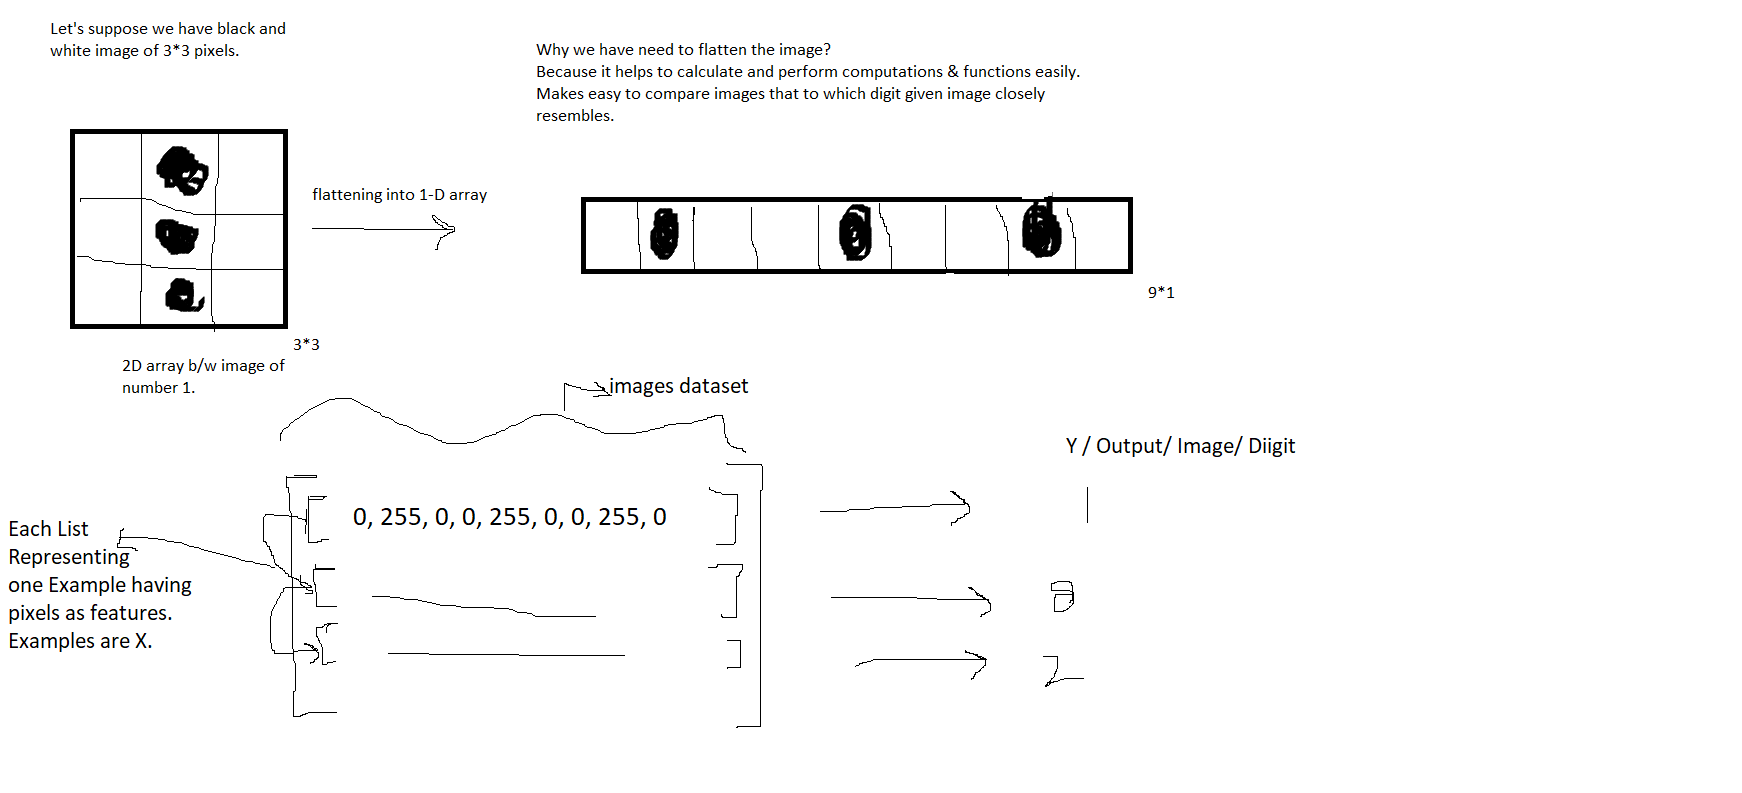 Let's suppose we have black and
white image of 3*3 pixels.
Why we have need to flatten the image?
Because it helps to calculate and perform computations & functions easily.
Makes easy to compare images that to which digit given image closely
resembles.
flattening into 1-D array
9*1
3*3
2D array b/w image of
number 1.
images dataset
Y / Output/ Image/ Diigit
0, 255, 0, 0, 255, 0, 0, 255, 0
1
Each List
Representing
one Example having
pixels as features.
Examples are X.
8
2